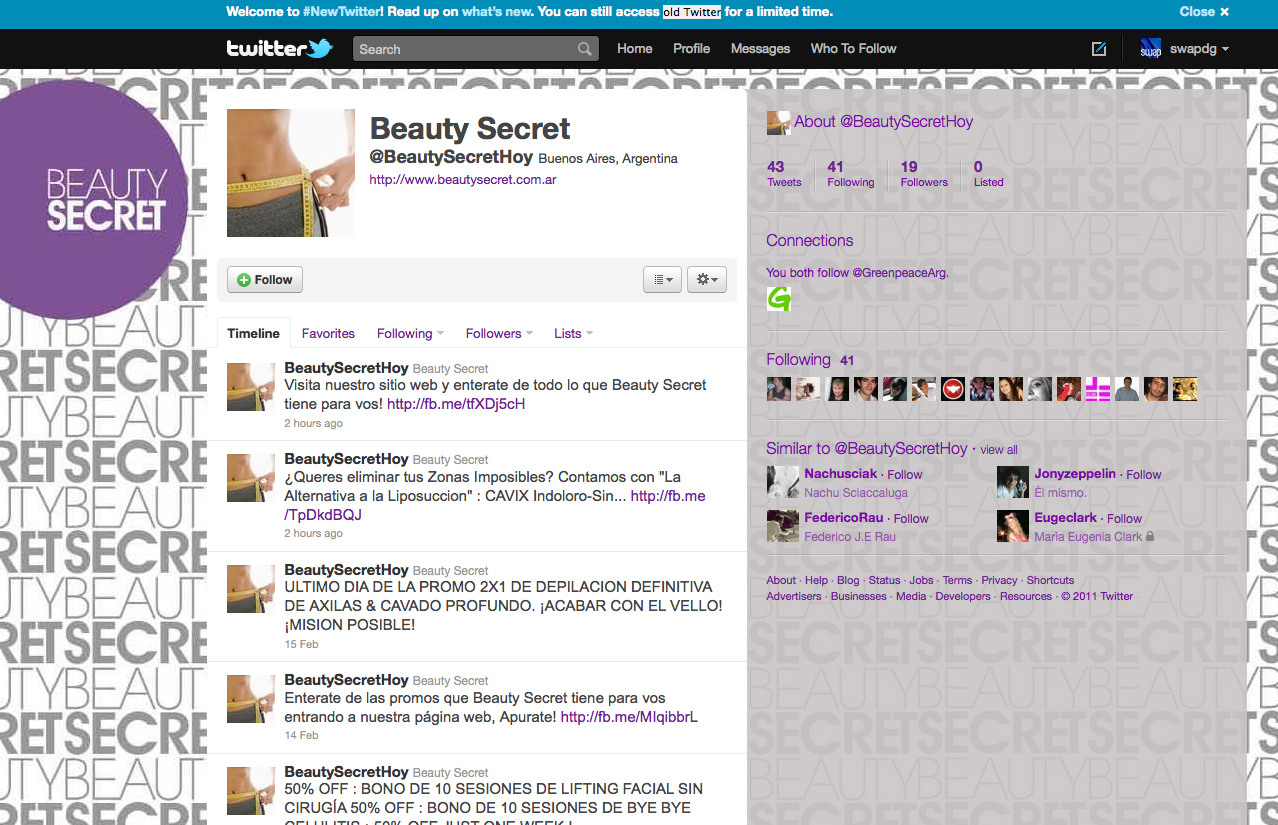 Welcome to #NewTwitter! Read up on what's new. You can still access old Twitter for a limited time.
Close ×
twitter
Search
Home
Profile
Messages
Who To Follow
swap
swapdg
BEAUTY
SECRET
Beauty Secret
@BeautySecretHoy Buenos Aires, Argentina
http://www.beautysecret.com.ar
Follow
Timeline
Favorites
Following
Followers
Lists
BeautySecretHoy Beauty Secret
Visita nuestro sitio web y enterate de todo lo que Beauty Secret
tiene para vos! http://fb.me/tfXDj5cH
2 hours ago
BeautySecretHoy Beauty Secret
¿Queres eliminar tus Zonas Imposibles? Contamos con "La
Alternativa a la Liposuccion" : CAVIX Indoloro-Sin... http://fb.me
/TpDkdBQJ
2 hours ago
BeautySecretHoy Beauty Secret
ULTIMO DIA DE LA PROMO 2X1 DE DEPILACION DEFINITIVA
DE AXILAS & CAVADO PROFUNDO. ¡ACABAR CON EL VELLO!
¡MISION POSIBLE!
15 Feb
BeautySecretHoy Beauty Secret
Enterate de las promos que Beauty Secret tiene para vos
entrando a nuestra página web, Apurate! http://fb.me/MIqibbrL
14 Feb
BeautySecretHoy Beauty Secret
50% OFF : BONO DE 10 SESIONES DE LIFTING FACIAL SIN
CIRUGÍA 50% OFF : BONO DE 10 SESIONES DE BYE BYE
CELULITIS : 50% OFF JUST ONE WEEK !
About @BeautySecretHoy
43
Tweets
41
Following
19
Followers
0
Listed
Connections
You both follow @GreenpeaceArg.
G
Following 41
Similar to @BeautySecretHoy · view all
Nachusciak · Follow
Nachu Sciaccaluga
Jonyzeppelin · Follow
Él mismo.
FedericoRau · Follow
Federico J.E Rau
Eugeclark · Follow
Marìa Eugenia Clark
About · Help · Blog · Status · Jobs · Terms · Privacy · Shortcuts
Advertisers · Businesses · Media · Developers · Resources · © 2011 Twitter